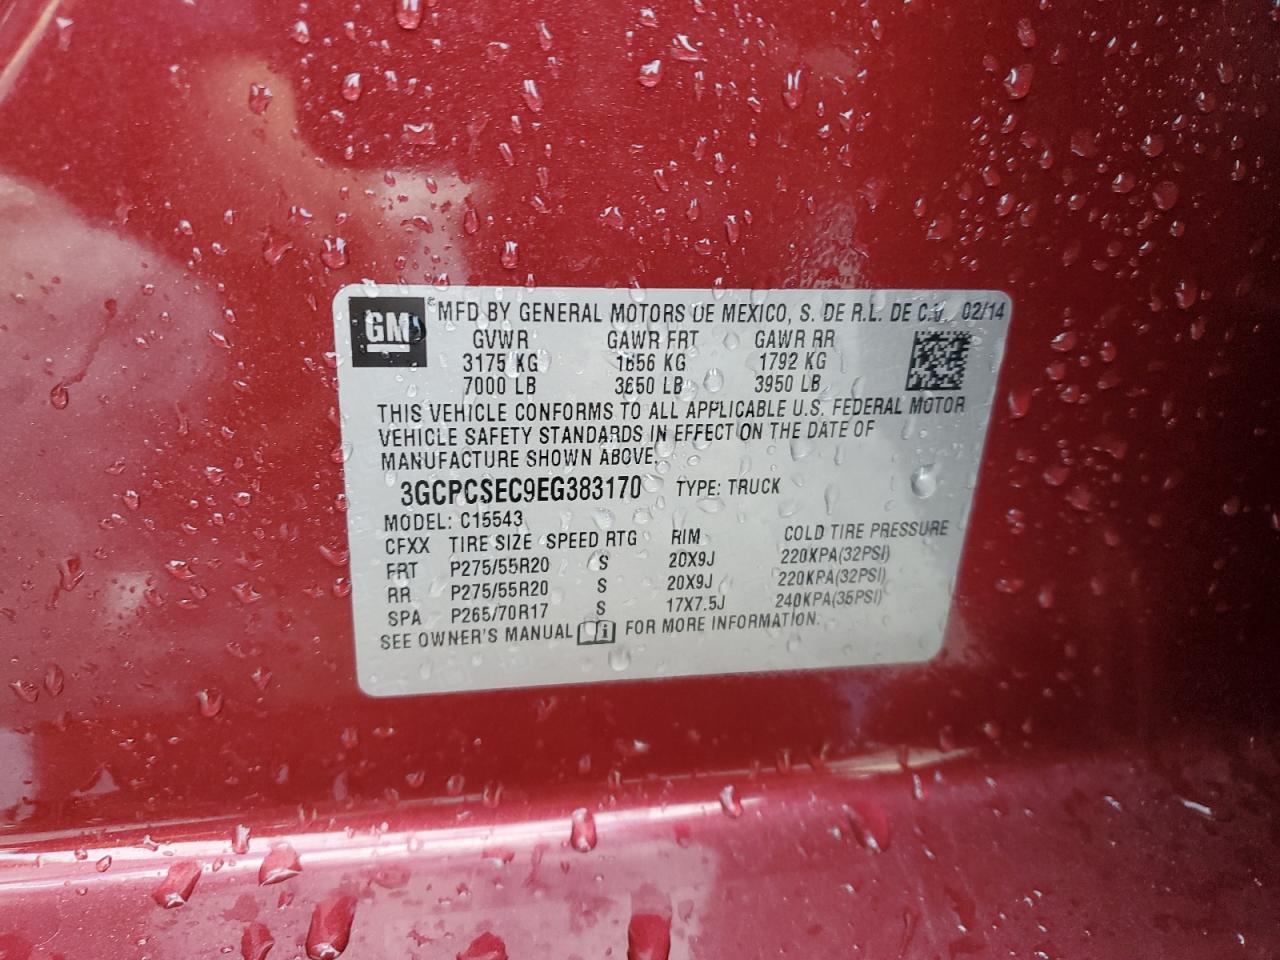 GM © MFD BY GENERAL MOTORS DE MEXICO, S. DE R.L. DE C.V. 02/14
GVWR GAWR FRT GAWR RR
3175 KG 1656 KG 1792 KG
7000 LB 3650 LB 3950 LB
THIS VEHICLE CONFORMS TO ALL APPLICABLE U.S. FEDERAL MOTOR
VEHICLE SAFETY STANDARDS IN EFFECT ON THE DATE OF
MANUFACTURE SHOWN ABOVE.
3GCPCSEC9EG383170 TYPE: TRUCK
MODEL: C15543
CFXX TIRE SIZE SPEED RTG RIM COLD TIRE PRESSURE
FRT P275/55R20 S 20X9J 220KPA(32PSI)
RR P275/55R20 S 20X9J 220KPA(32PSI)
SPA P265/70R17 S 17X7.5J 240KPA(35PSI)
SEE OWNER'S MANUAL i FOR MORE INFORMATION.